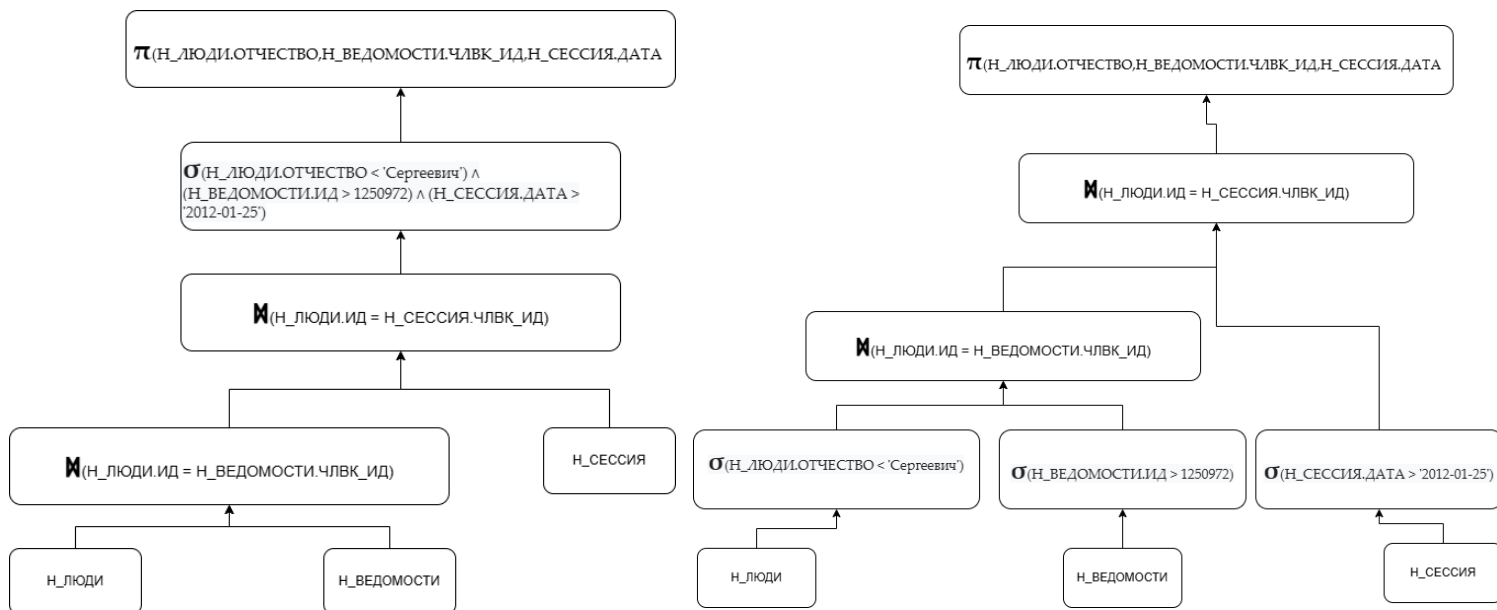 π(Н_ЛЮДИ.ОТЧЕСТВО,Н_ВЕДОМОСТИ.ЧЛВК_ИД,Н_СЕССИЯ.ДАТА
σ(Н_ЛЮДИ.ОТЧЕСТВО < 'Сергеевич') ∧
(Н_ВЕДОМОСТИ.ИД > 1250972) ∧ (Н_СЕССИЯ.ДАТА >
'2012-01-25')
⋈(Н_ЛЮДИ.ИД = Н_СЕССИЯ.ЧЛВК_ИД)
⋈(Н_ЛЮДИ.ИД = Н_ВЕДОМОСТИ.ЧЛВК_ИД)
Н_СЕССИЯ
Н_ЛЮДИ
Н_ВЕДОМОСТИ
π(Н_ЛЮДИ.ОТЧЕСТВО,Н_ВЕДОМОСТИ.ЧЛВК_ИД,Н_СЕССИЯ.ДАТА
⋈(Н_ЛЮДИ.ИД = Н_СЕССИЯ.ЧЛВК_ИД)
⋈(Н_ЛЮДИ.ИД = Н_ВЕДОМОСТИ.ЧЛВК_ИД)
σ(Н_ЛЮДИ.ОТЧЕСТВО < 'Сергеевич')
σ(Н_ВЕДОМОСТИ.ИД > 1250972)
σ(Н_СЕССИЯ.ДАТА > '2012-01-25')
Н_ЛЮДИ
Н_ВЕДОМОСТИ
Н_СЕССИЯ